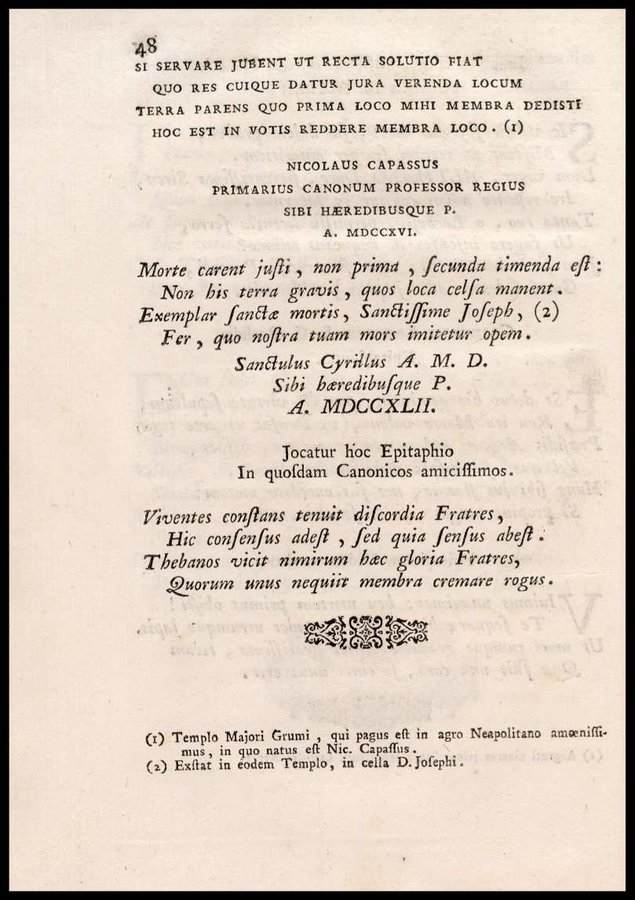 48
SI SERVARE JUBENT UT RECTA SOLUTIO FIAT
QUO RES CUIQUE DATUR JURA VERENDA LOCUM
TERRA PARENS QUO PRIMA LOCO MIHI MEMBRA DEDISTI
HOC EST IN VOTIS REDDERE MEMBRA LOCO. (1)
NICOLAUS CAPASSUS
PRIMARIUS CANONUM PROFESSOR REGIUS
SIBI HÆREDIBUSQUE P.
A. MDCCXVI.
Morte carent juſti, non prima, ſecunda timenda eſt:
Non his terra gravis, quos loca celſa manent.
Exemplar ſanctæ mortis, Sanctiſſime Joſeph, (2)
Fer, quo noſtra tuam mors imitetur opem.
Sanctulus Cyrillus A. M. D.
Sibi hæredibuſque P.
A. MDCCXLII.
Jocatur hoc Epitaphio
In quoſdam Canonicos amiciſſimos.
Viventes conſtans tenuit diſcordia Fratres,
Hic conſenſus adeſt, ſed quia ſenſus abeſt.
Thebanos vicit nimirum hæc gloria Fratres,
Quorum unus nequiit membra cremare rogus.
(1) Templo Majori Grumi, qui pagus eſt in agro Neapolitano amœniſſi-
mus, in quo natus eſt Nic. Capaſſus.
(2) Exſtat in eodem Templo, in cella D. Joſephi.